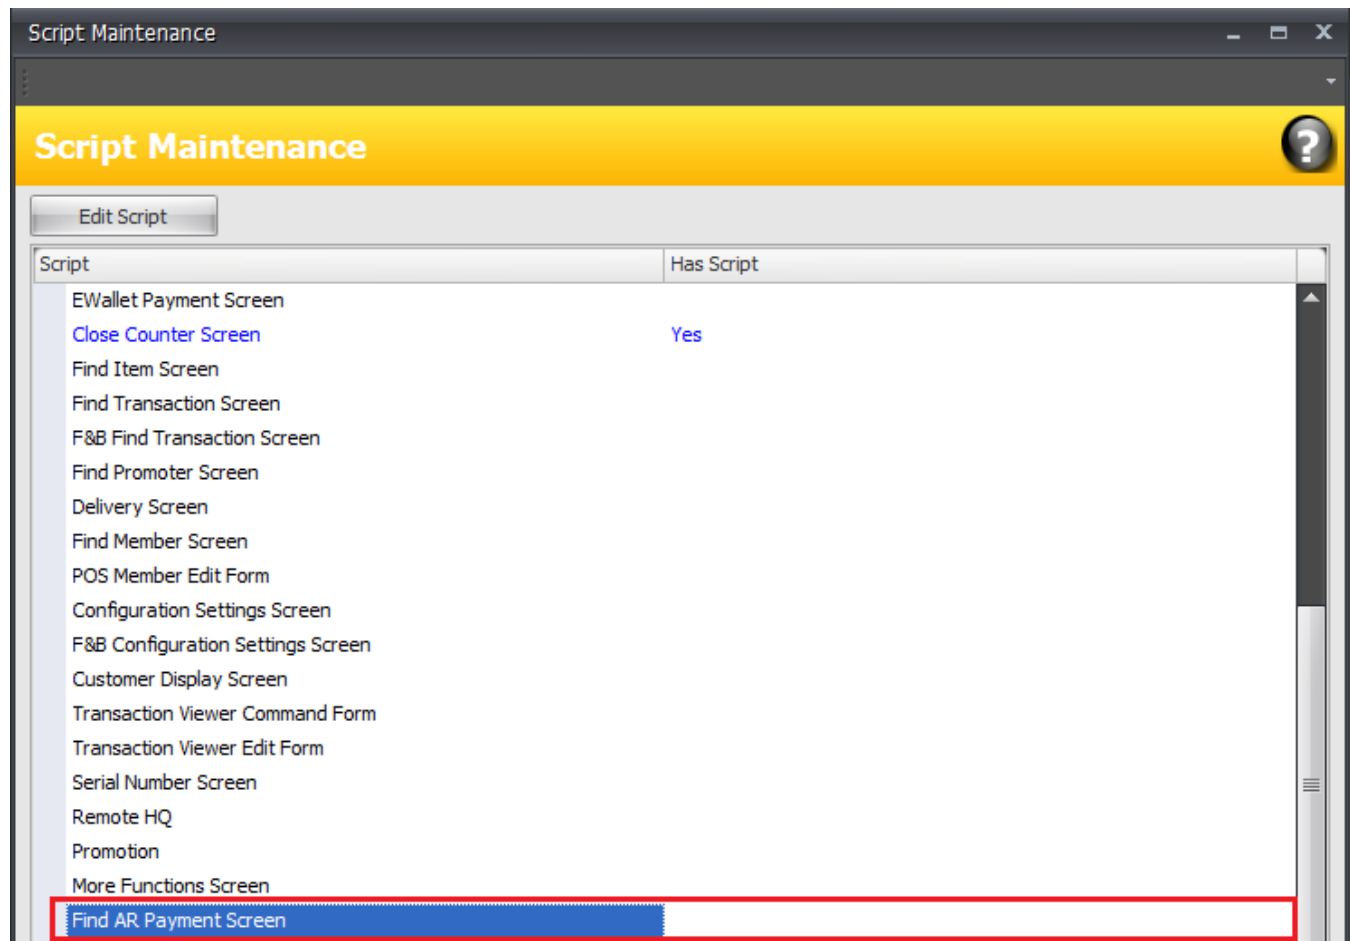 Script Maintenance
Script Maintenance
?
Edit Script
Script Has Script
EWallet Payment Screen
Close Counter Screen Yes
Find Item Screen
Find Transaction Screen
F&B Find Transaction Screen
Find Promoter Screen
Delivery Screen
Find Member Screen
POS Member Edit Form
Configuration Settings Screen
F&B Configuration Settings Screen
Customer Display Screen
Transaction Viewer Command Form
Transaction Viewer Edit Form
Serial Number Screen
Remote HQ
Promotion
More Functions Screen
Find AR Payment Screen